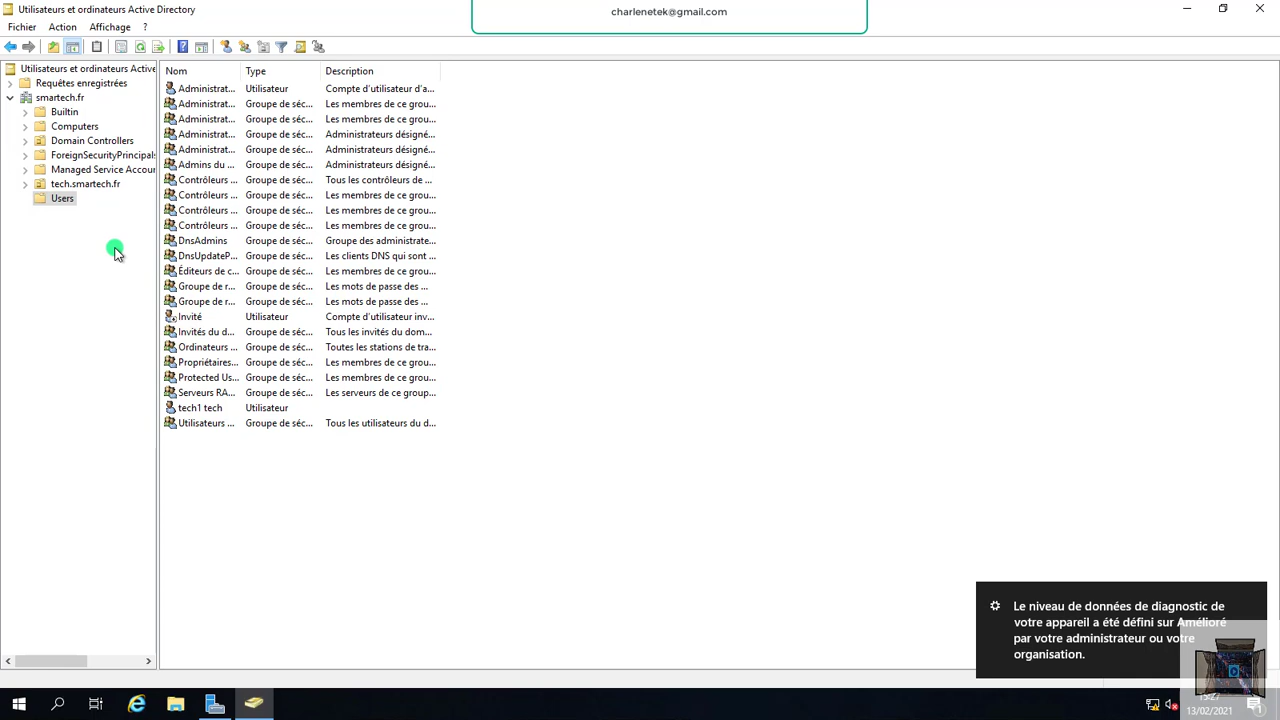 Utilisateurs et ordinateurs Active Directory
charlenetek@gmail.com
Fichier Action Affichage ?
Utilisateurs et ordinateurs Active
Requêtes enregistrées
smartech.fr
Builtin
Computers
Domain Controllers
ForeignSecurityPrincipals
Managed Service Accour
tech.smartech.fr
Users
Nom Type Description
Administrat... Utilisateur Compte d'utilisateur d'a...
Administrat... Groupe de séc... Les membres de ce grou...
Administrat... Groupe de séc... Les membres de ce grou...
Administrat... Groupe de séc... Administrateurs désigné...
Administrat... Groupe de séc... Administrateurs désigné...
Admins du ... Groupe de séc... Administrateurs désigné...
Contrôleurs ... Groupe de séc... Tous les contrôleurs de ...
Contrôleurs ... Groupe de séc... Les membres de ce grou...
Contrôleurs ... Groupe de séc... Les membres de ce grou...
Contrôleurs ... Groupe de séc... Les membres de ce grou...
DnsAdmins Groupe de séc... Groupe des administrate...
DnsUpdateP... Groupe de séc... Les clients DNS qui sont ...
Éditeurs de c... Groupe de séc... Les membres de ce grou...
Groupe de r... Groupe de séc... Les mots de passe des ...
Groupe de r... Groupe de séc... Les mots de passe des ...
Invité Utilisateur Compte d'utilisateur inv...
Invités du d... Groupe de séc... Tous les invités du dom...
Ordinateurs ... Groupe de séc... Toutes les stations de tra...
Propriétaires... Groupe de séc... Les membres de ce grou...
Protected Us... Groupe de séc... Les membres de ce grou...
Serveurs RA... Groupe de séc... Les serveurs de ce group...
tech1 tech Utilisateur
Utilisateurs ... Groupe de séc... Tous les utilisateurs du d...
Le niveau de données de diagnostic de
votre appareil a été défini sur Amélioré
par votre administrateur ou votre
organisation.
15:27
13/02/2021
1